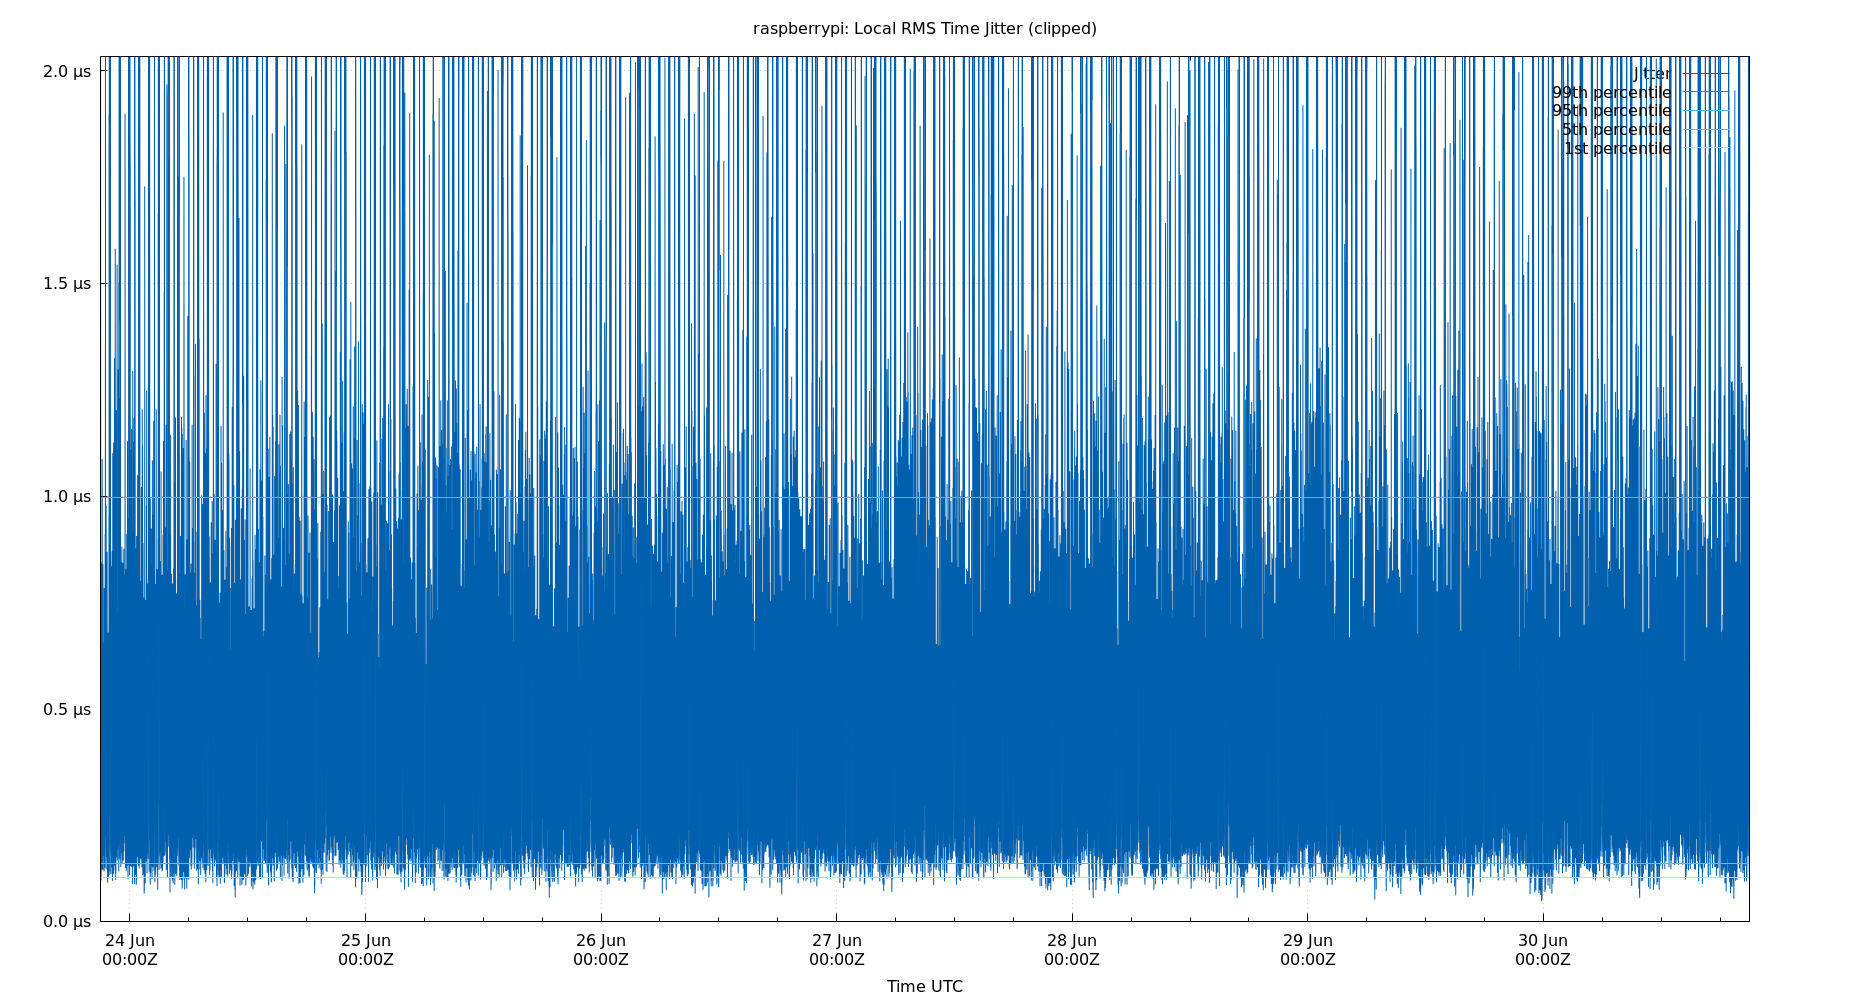 raspberrypi: Local RMS Time Jitter (clipped)
2.0 µs
1.5 µs
1.0 µs
0.5 µs
0.0 µs
Jitter
99th percentile
95th percentile
5th percentile
1st percentile
24 Jun 25 Jun 26 Jun 27 Jun 28 Jun 29 Jun 30 Jun
00:00Z 00:00Z 00:00Z 00:00Z 00:00Z 00:00Z 00:00Z
Time UTC